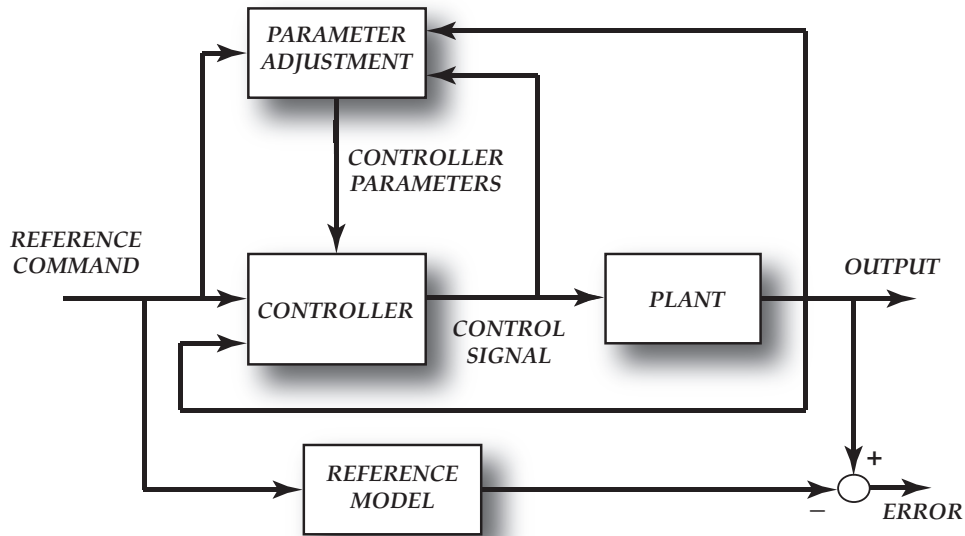 PARAMETER
ADJUSTMENT
CONTROLLER
PARAMETERS
REFERENCE
COMMAND
CONTROLLER
CONTROL
SIGNAL
PLANT
OUTPUT
REFERENCE
MODEL
+
−
ERROR